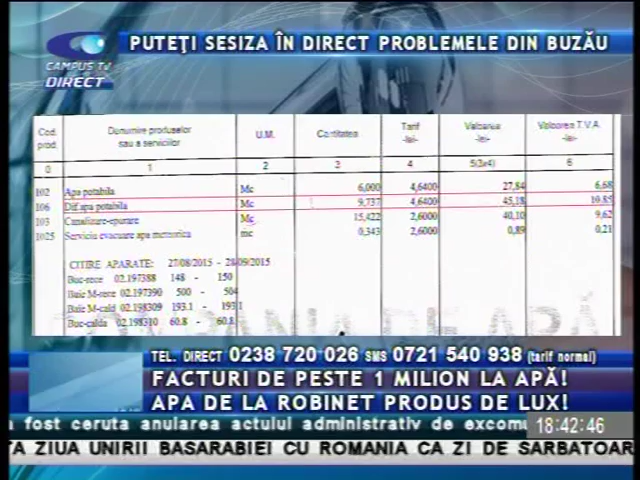 PUTEŢI SESIZA ÎN DIRECT PROBLEMELE DIN BUZĂU
CAMPUS TV
DIRECT
Cod. prod. Denumire produselor sau a serviciilor U.M. Cantitatea Tarif -lei- Valoarea -lei- Valoarea T.V.A. -lei-
0 1 2 3 4 5(3x4) 6
102 Apa potabila Mc 6,000 4,6400 27,84 6,68
106 Dif apa potabila Mc 9,737 4,6400 45,18 10,85
103 Canalizare-epurare Mc 15,422 2,6000 40,10 9,62
1025 Serviciu evacuare apa meteorica mc 0,343 2,6000 0,89 0,21
CITIRE APARATE: 27/08/2015 - 28/09/2015
Buc-rece 02.197388 148 - 150
Baie M-rece 02.197390 500 - 504
Baie M-cald 02.198309 193.1 - 193.1
Buc-calda 02.198310 60.8 - 60.8
DE APĂ
TEL. DIRECT 0238 720 026 SMS 0721 540 938 (tarif normal)
FACTURI DE PESTE 1 MILION LA APĂ!
APA DE LA ROBINET PRODUS DE LUX!
a fost ceruta anularea actului administrativ de excomu
18:42:46
TA ZIUA UNIRII BASARABIEI CU ROMANIA CA ZI DE SARBATOAR